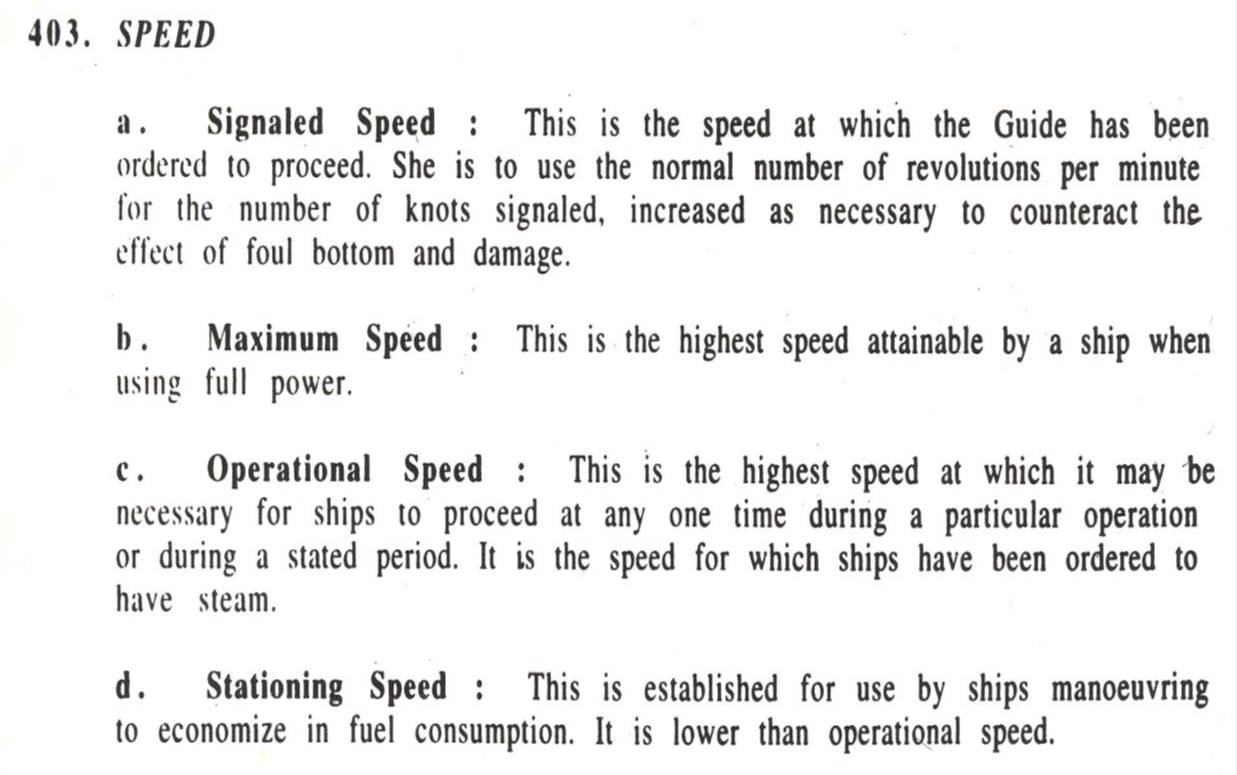 403. SPEED
a. Signaled Speed : This is the speed at which the Guide has been
ordered to proceed. She is to use the normal number of revolutions per minute
for the number of knots signaled, increased as necessary to counteract the
effect of foul bottom and damage.
b. Maximum Speed : This is the highest speed attainable by a ship when
using full power.
c. Operational Speed : This is the highest speed at which it may be
necessary for ships to proceed at any one time during a particular operation
or during a stated period. It is the speed for which ships have been ordered to
have steam.
d. Stationing Speed : This is established for use by ships manoeuvring
to economize in fuel consumption. It is lower than operational speed.